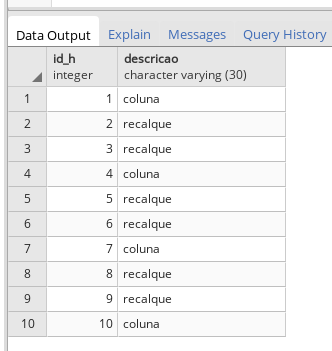 Data Output Explain Messages Query History
id_h descricao
integer character varying (30)
1 1 coluna
2 2 recalque
3 3 recalque
4 4 coluna
5 5 recalque
6 6 recalque
7 7 coluna
8 8 recalque
9 9 recalque
10 10 coluna